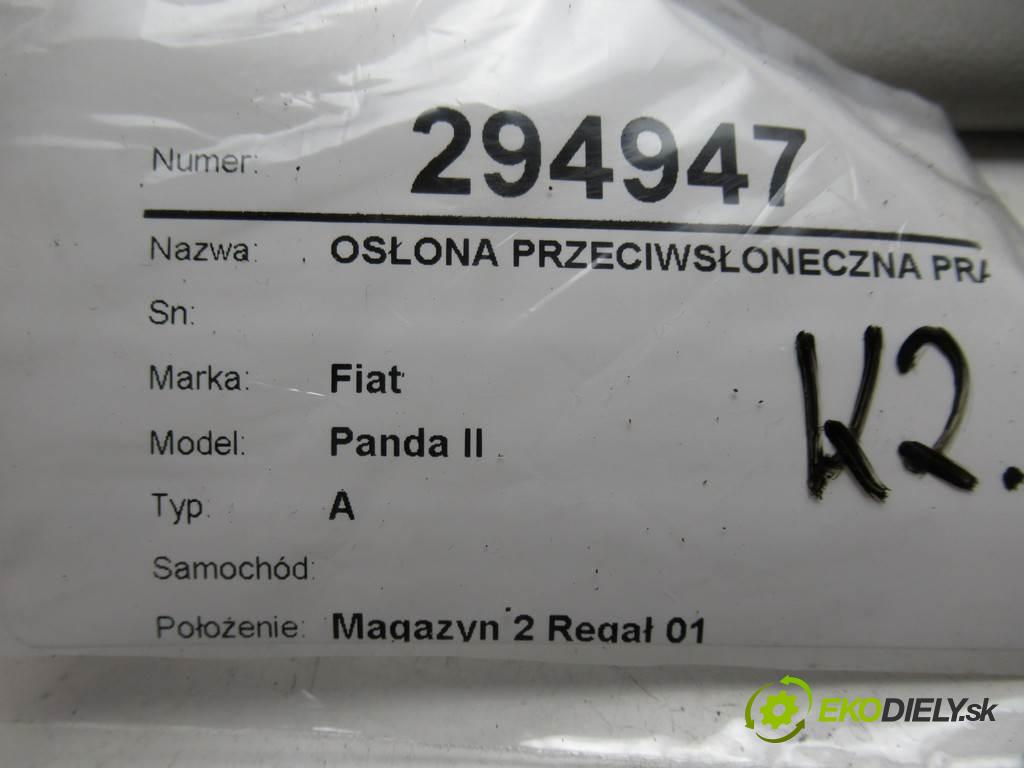 Numer: 294947
Nazwa: OSŁONA PRZECIWSŁONECZNA PRA
Sn:
Marka: Fiat
Model: Panda II
Typ: A
K2.
Samochód:
Położenie: Magazyn 2 Regał 01
EKODIELY.sk